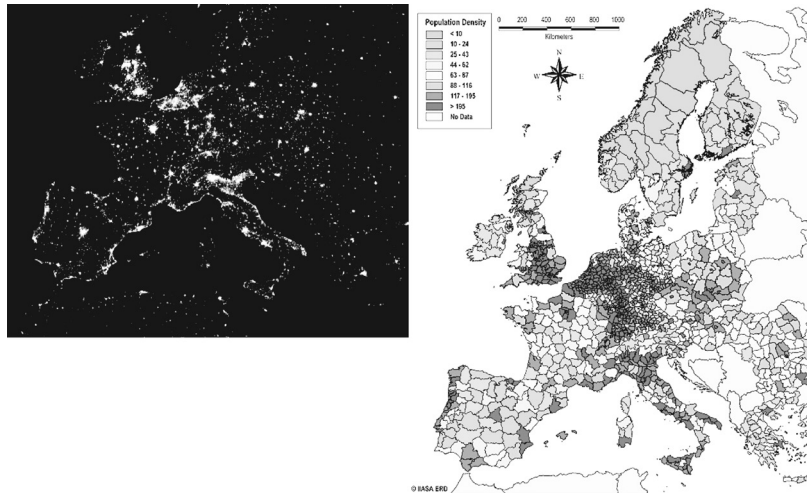 Population Density
< 10
10 - 24
25 - 43
44 - 62
63 - 87
88 - 116
117 - 195
> 195
No Data
200 0 200 400 600 800 1000
Kilometers
N
W E
S
© IIASA ERD